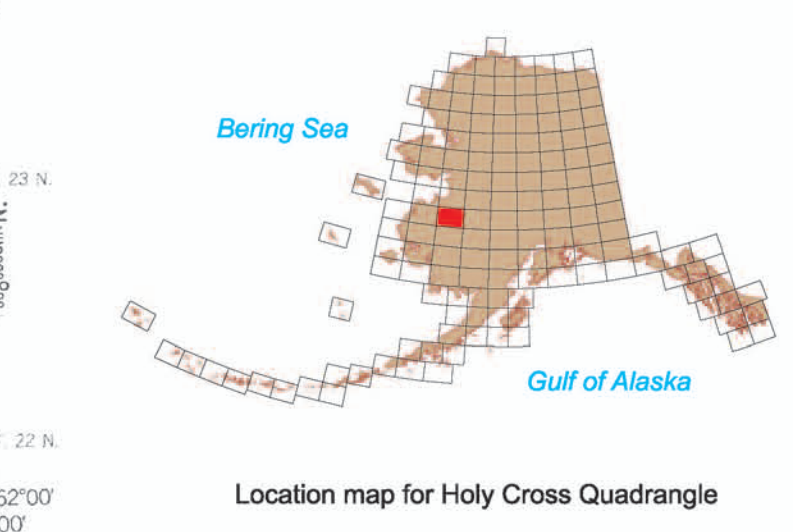 Bering Sea
23 N.
Gulf of Alaska
22 N.
62°00'
00'
Location map for Holy Cross Quadrangle